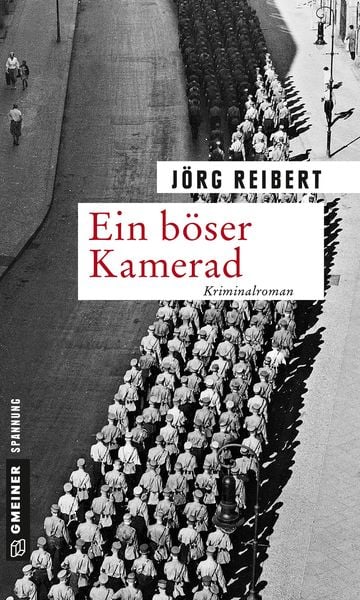 JÖRG REIBERT
Ein böser
Kamerad
Kriminalroman
GMEINER SPANNUNG